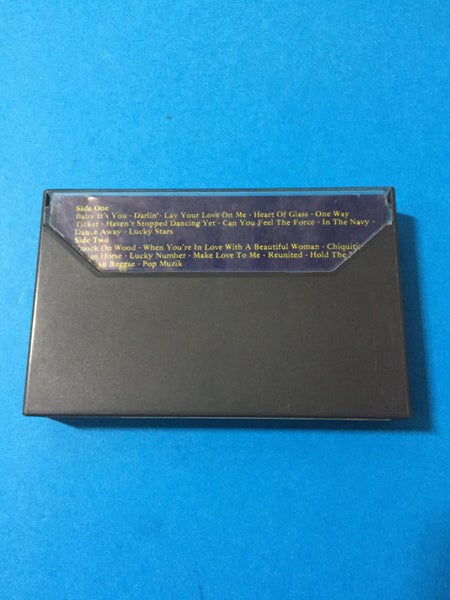 Side One
Baby It's You - Darlin' - Lay Your Love On Me - Heart Of Glass - One Way
Ticket - Haven't Stopped Dancing Yet - Can You Feel The Force - In The Navy -
Dance Away - Lucky Stars
Side Two
On Wood - When You're In Love With A Beautiful Woman -
Horse - Lucky Number - Make Love To Me - Reunited - Hold The
Reggae - Pop Muzik